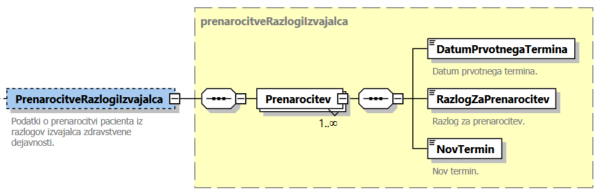 prenarocitveRazlogiIzvajalca
PrenarocitveRazlogiIzvajalca
Podatki o prenarocitvi pacienta iz
razlogov izvajalca zdravstvene
dejavnosti.
Prenarocitev
1..∞
DatumPrvotnegaTermina
Datum prvotnega termina.
RazlogZaPrenarocitev
Razlog za prenarocitev.
NovTermin
Nov termin.